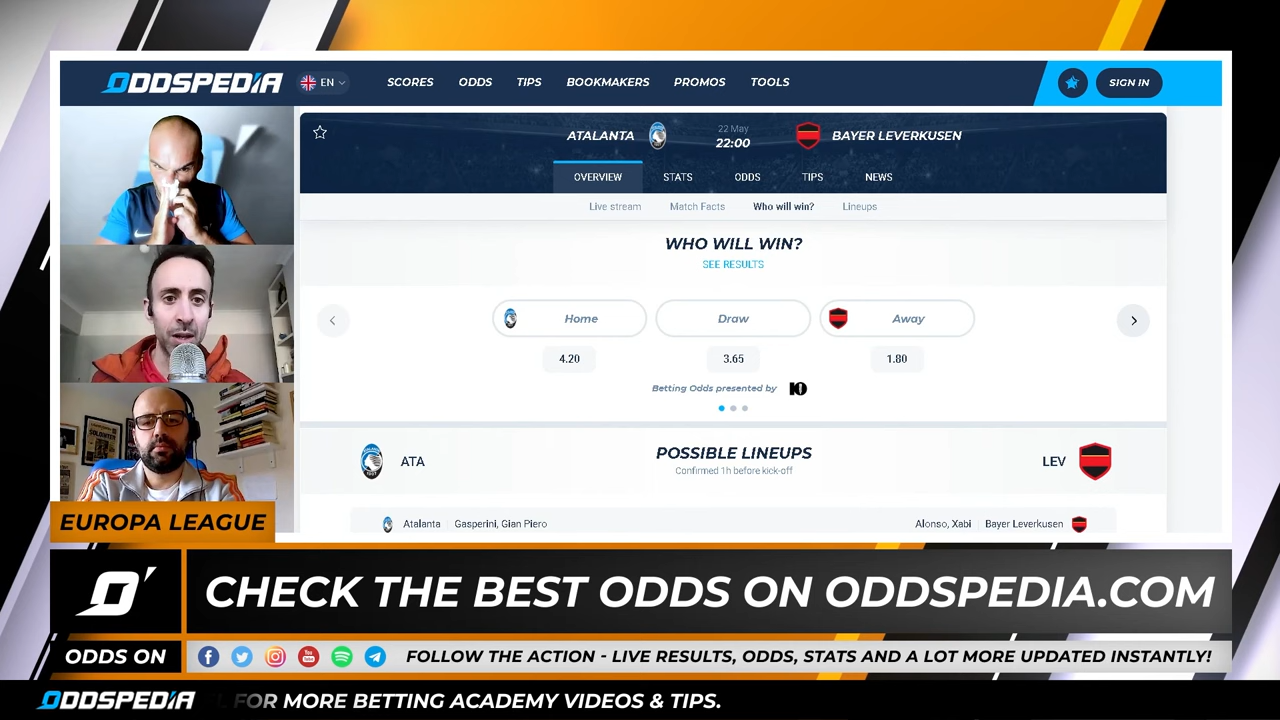 ODDSPEDIA EN SCORES ODDS TIPS BOOKMAKERS PROMOS TOOLS SIGN IN
ATALANTA 22 May 22:00 BAYER LEVERKUSEN
OVERVIEW STATS ODDS TIPS NEWS
Live stream Match Facts Who will win? Lineups
WHO WILL WIN?
SEE RESULTS
Home Draw Away
4.20 3.65 1.80
Betting Odds presented by 10
ATA POSSIBLE LINEUPS LEV
Confirmed 1h before kick-off
Atalanta Gasperini, Gian Piero Alonso, Xabi Bayer Leverkusen
EUROPA LEAGUE
O' CHECK THE BEST ODDS ON ODDSPEDIA.COM
ODDS ON FOLLOW THE ACTION - LIVE RESULTS, ODDS, STATS AND A LOT MORE UPDATED INSTANTLY!
ODDSPEDIA L FOR MORE BETTING ACADEMY VIDEOS & TIPS.